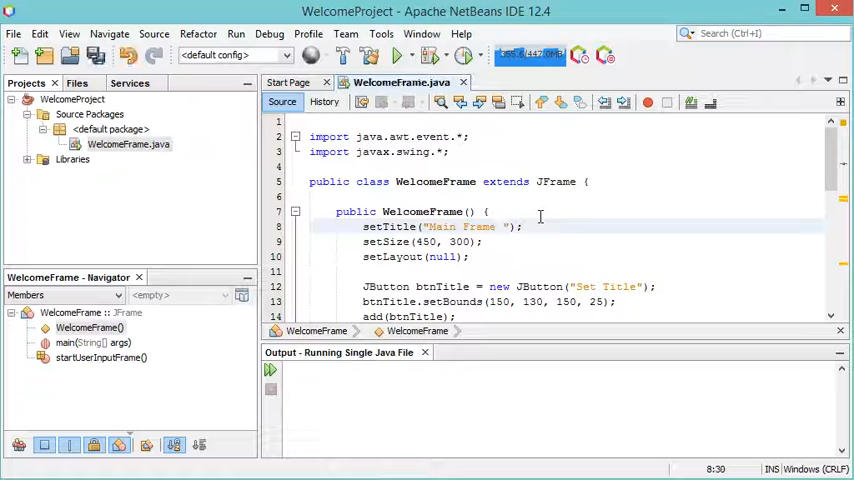 WelcomeProject - Apache NetBeans IDE 12.4
File Edit View Navigate Source Refactor Run Debug Profile Team Tools Window Help
Search (Ctrl+I)
<default config>
355.6/447.0MB
Projects Files Services
Start Page WelcomeFrame.java
WelcomeProject
Source Packages
<default package>
WelcomeFrame.java
Libraries
Source History
1
2 import java.awt.event.*;
3 import javax.swing.*;
4
5 public class WelcomeFrame extends JFrame {
6
7 public WelcomeFrame() {
8 setTitle("Main Frame ");
9 setSize(450, 300);
10 setLayout(null);
11
12 JButton btnTitle = new JButton("Set Title");
13 btnTitle.setBounds(150, 130, 150, 25);
14 add(btnTitle);
WelcomeFrame - Navigator
Members <empty>
WelcomeFrame :: JFrame
WelcomeFrame()
main(String[] args)
startUserInputFrame()
WelcomeFrame WelcomeFrame
Output - Running Single Java File
8:30 INS Windows (CRLF)